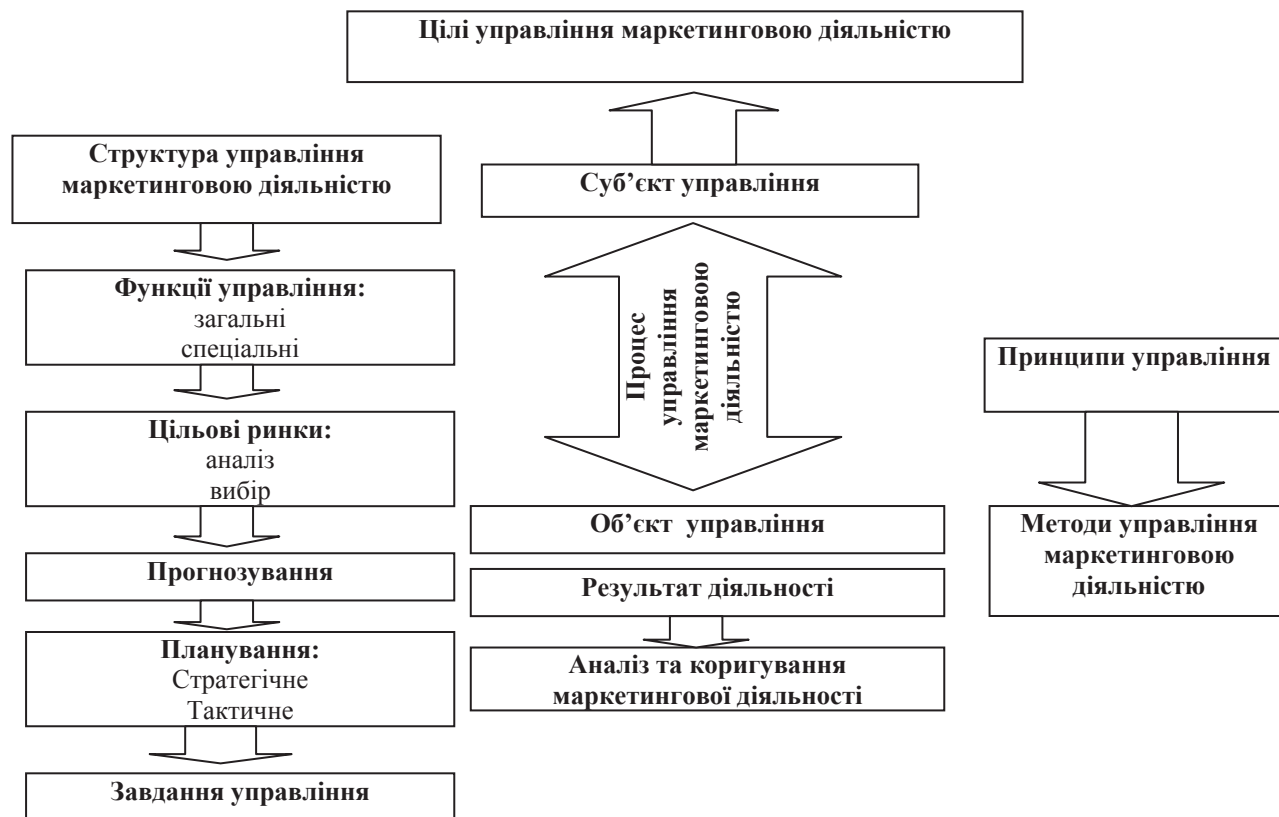 Цілі управління маркетинговою діяльністю
Структура управління
маркетинговою діяльністю
Функції управління:
загальні
спеціальні
Цільові ринки:
аналіз
вибір
Прогнозування
Планування:
Стратегічне
Тактичне
Завдання управління
Суб’єкт управління
Процес
управління
маркетинговою
діяльністю
Об’єкт управління
Результат діяльності
Аналіз та коригування
маркетингової діяльності
Принципи управління
Методи управління
маркетинговою
діяльністю